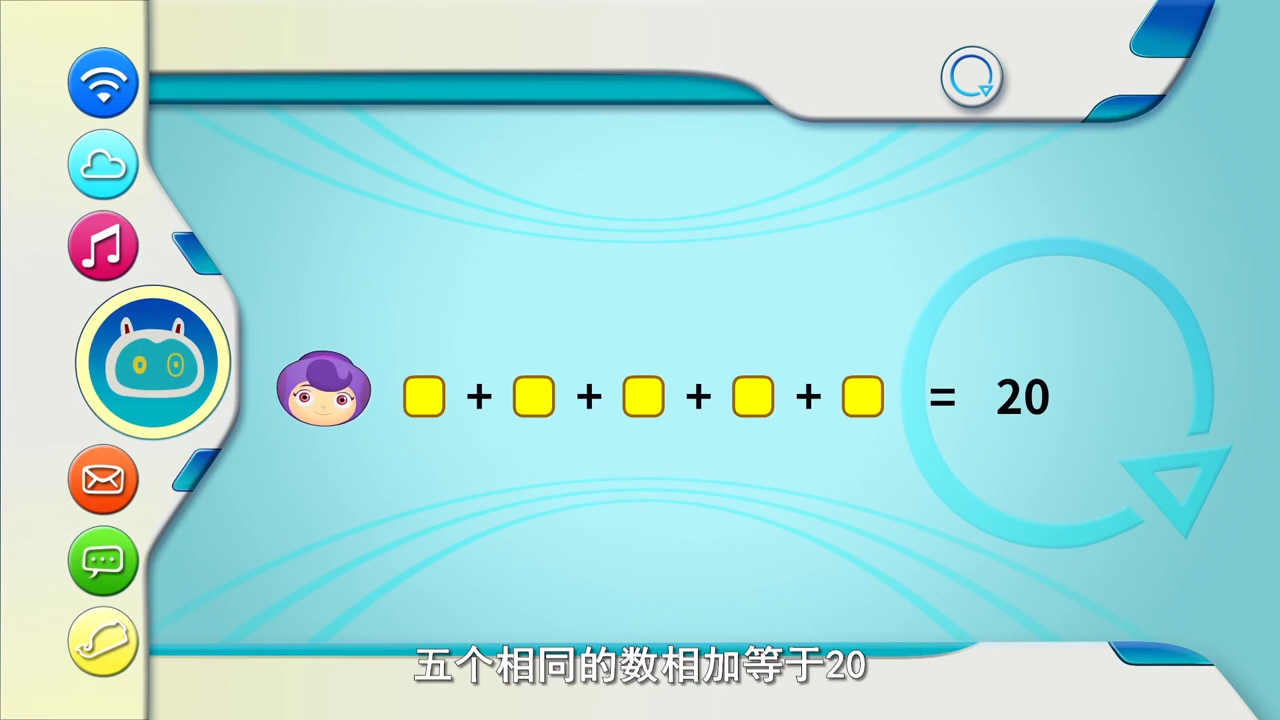 + + + + = 20
五个相同的数相加等于20